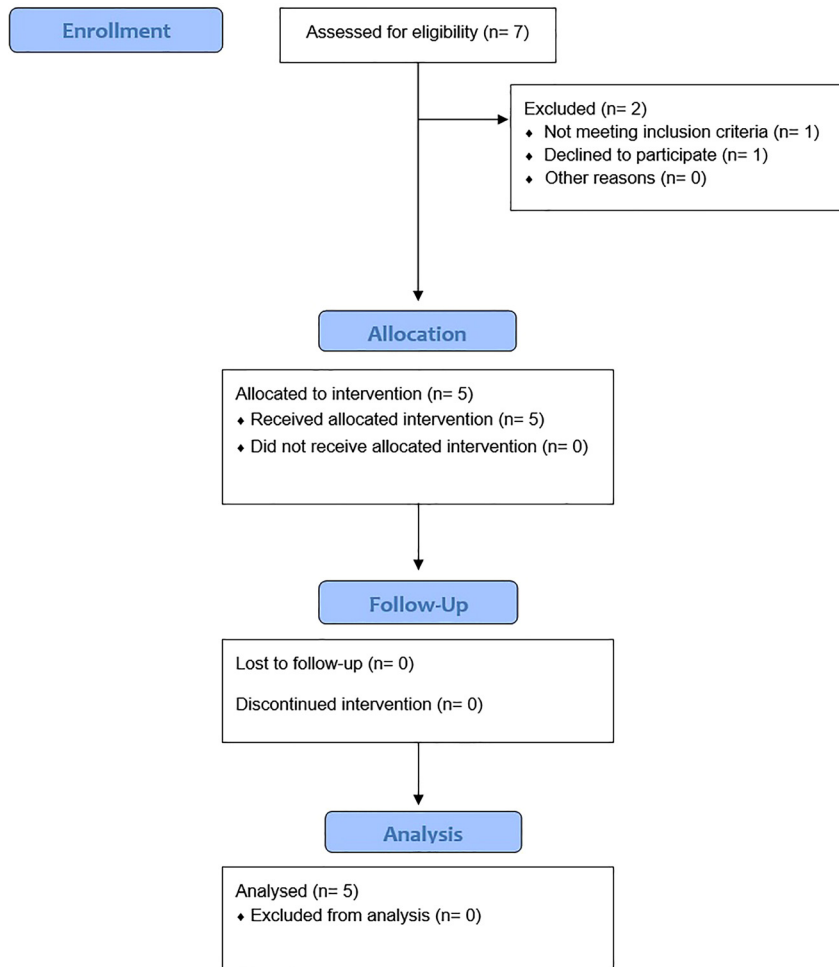 Enrollment
Assessed for eligibility (n= 7)
Excluded (n= 2)
♦ Not meeting inclusion criteria (n= 1)
♦ Declined to participate (n= 1)
♦ Other reasons (n= 0)
Allocation
Allocated to intervention (n= 5)
♦ Received allocated intervention (n= 5)
♦ Did not receive allocated intervention (n= 0)
Follow-Up
Lost to follow-up (n= 0)
Discontinued intervention (n= 0)
Analysis
Analysed (n= 5)
♦ Excluded from analysis (n= 0)